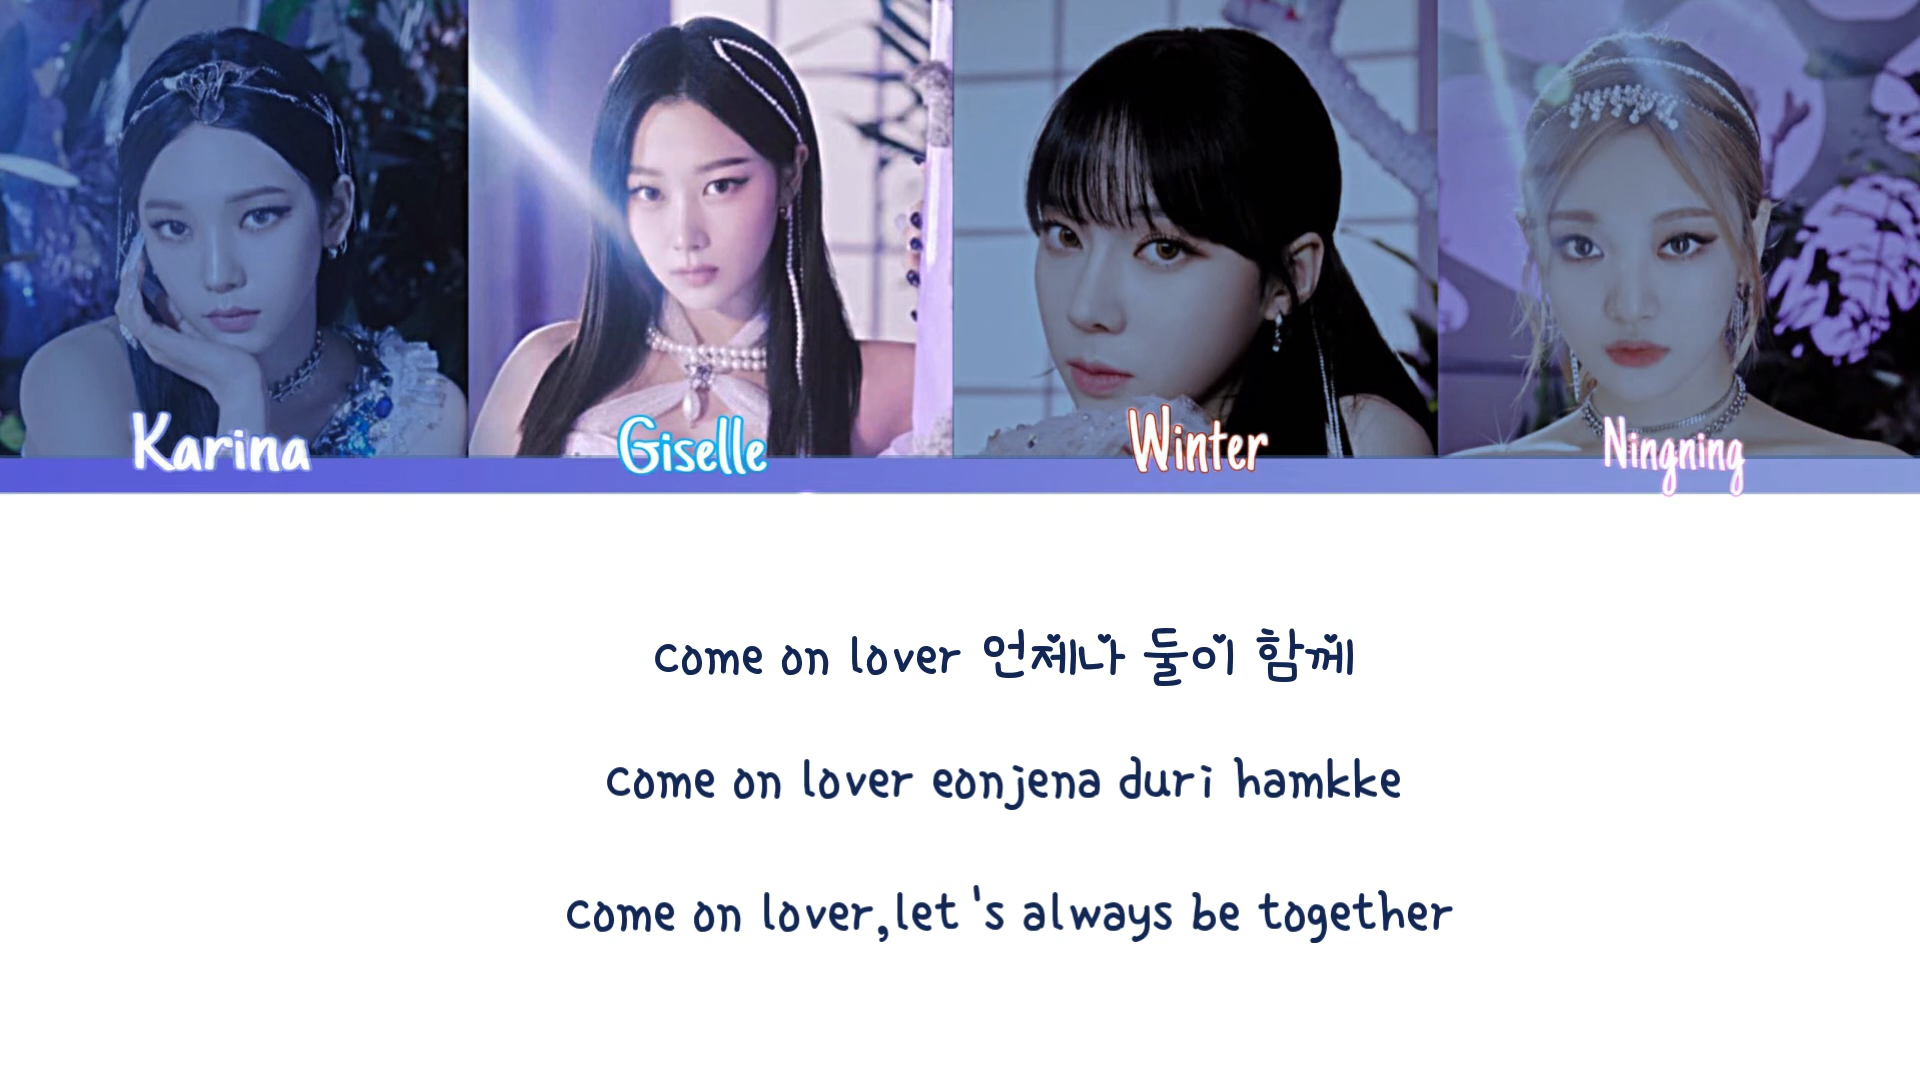 Karina
Giselle
Winter
Ningning
come on lover 언제나 둘이 함께
come on lover eonjena duri hamkke
come on lover,let's always be together